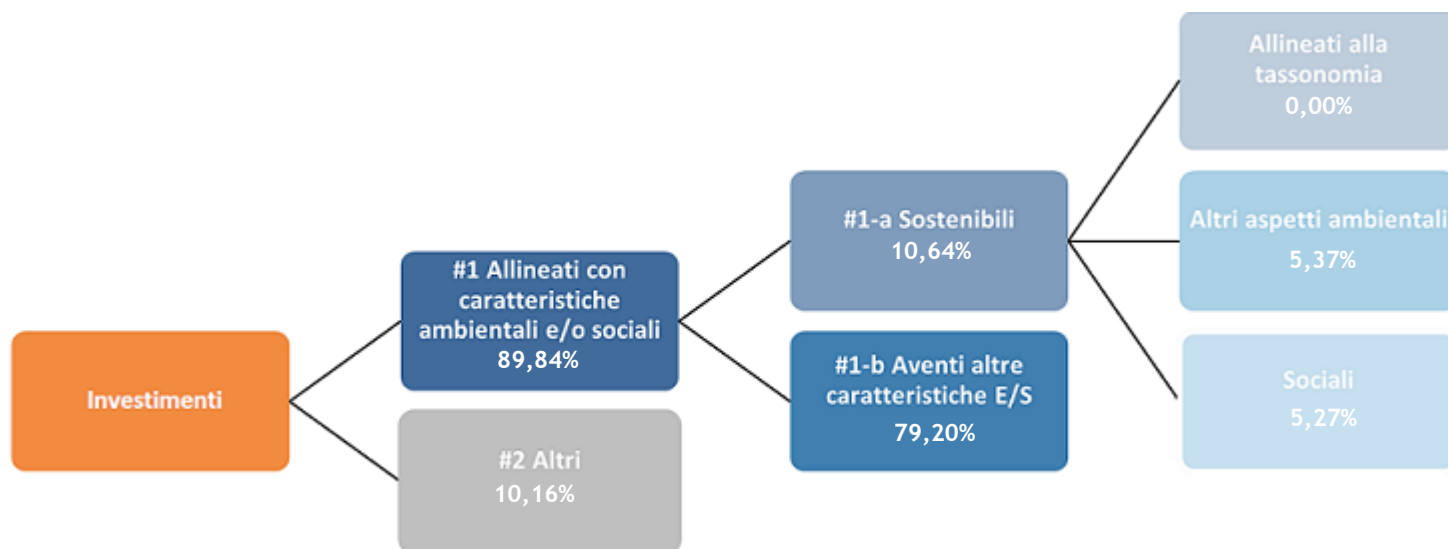 Investimenti
#1 Allineati con
caratteristiche
ambientali e/o sociali
89,84%
#2 Altri
10,16%
#1-a Sostenibili
10,64%
#1-b Aventi altre
caratteristiche E/S
79,20%
Allineati alla
tassonomia
0,00%
Altri aspetti ambientali
5,37%
Sociali
5,27%